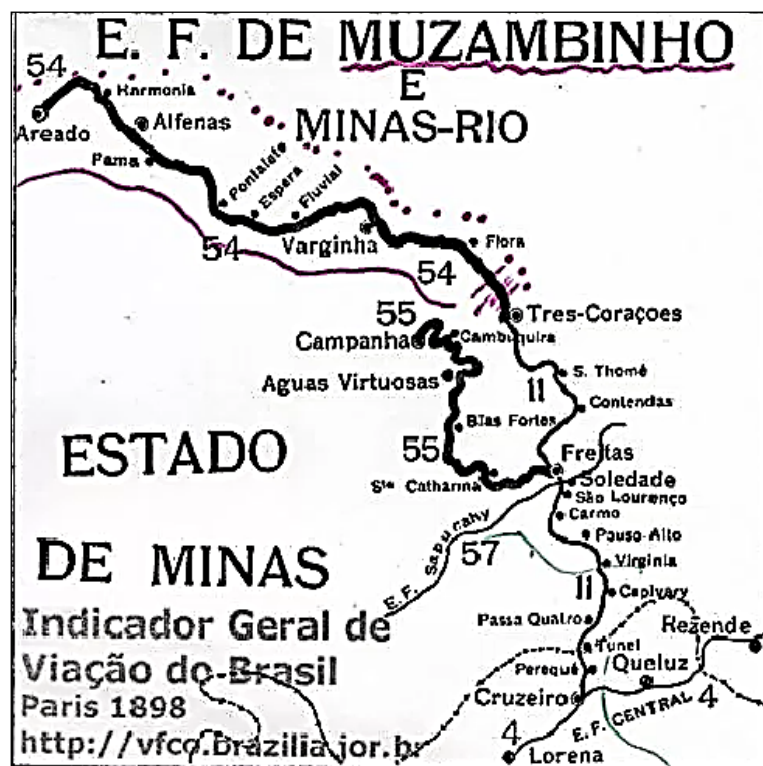 E. F. DE MUZAMBINHO
E
MINAS-RIO
54
Harmonia
Areado
Alfenas
Fama
Pontalete
Espera
Fluvial
54
Varginha
Flora
54
Tres-Coraçoes
55
Campanha
Cambuquira
Aguas Virtuosas
S. Thomé
11
Contendas
Blas Fortes
ESTADO
55
Freitas
Soledade
Sta Catharina
São Lourenço
Carmo
E.F. Sapucahy
57
Pouso-Alto
DE MINAS
Virginia
11
Capivary
Indicador Geral de
Viação do-Brasil
Paris 1898
http://vfco.Brazilia.jor.br
Passa Quatro
Rezende
Tunel
Perequê
Queluz
Cruzeiro
E.F. CENTRAL
4
4
Lorena